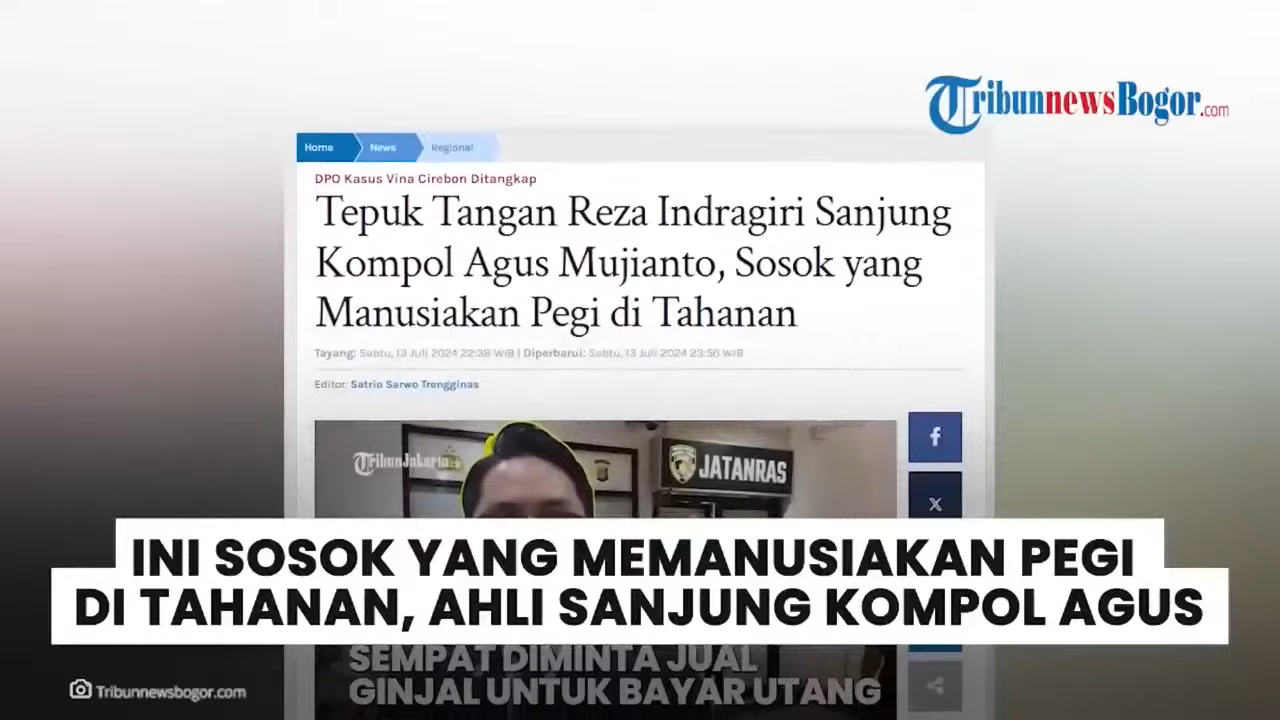 TribunnewsBogor.com
Home News Regional
DPO Kasus Vina Cirebon Ditangkap
Tepuk Tangan Reza Indragiri Sanjung
Kompol Agus Mujianto, Sosok yang
Manusiakan Pegi di Tahanan
Tayang: Sabtu, 13 Juli 2024 22:38 WIB | Diperbarui: Sabtu, 13 Juli 2024 23:50 WIB
Editor: Satrio Sarwo Trengginas
TribunJakarta
JATANRAS
INI SOSOK YANG MEMANUSIAKAN PEGI
DI TAHANAN, AHLI SANJUNG KOMPOL AGUS
SEMPAT DIMINTA JUAL
GINJAL UNTUK BAYAR UTANG
Tribunnewsbogor.com